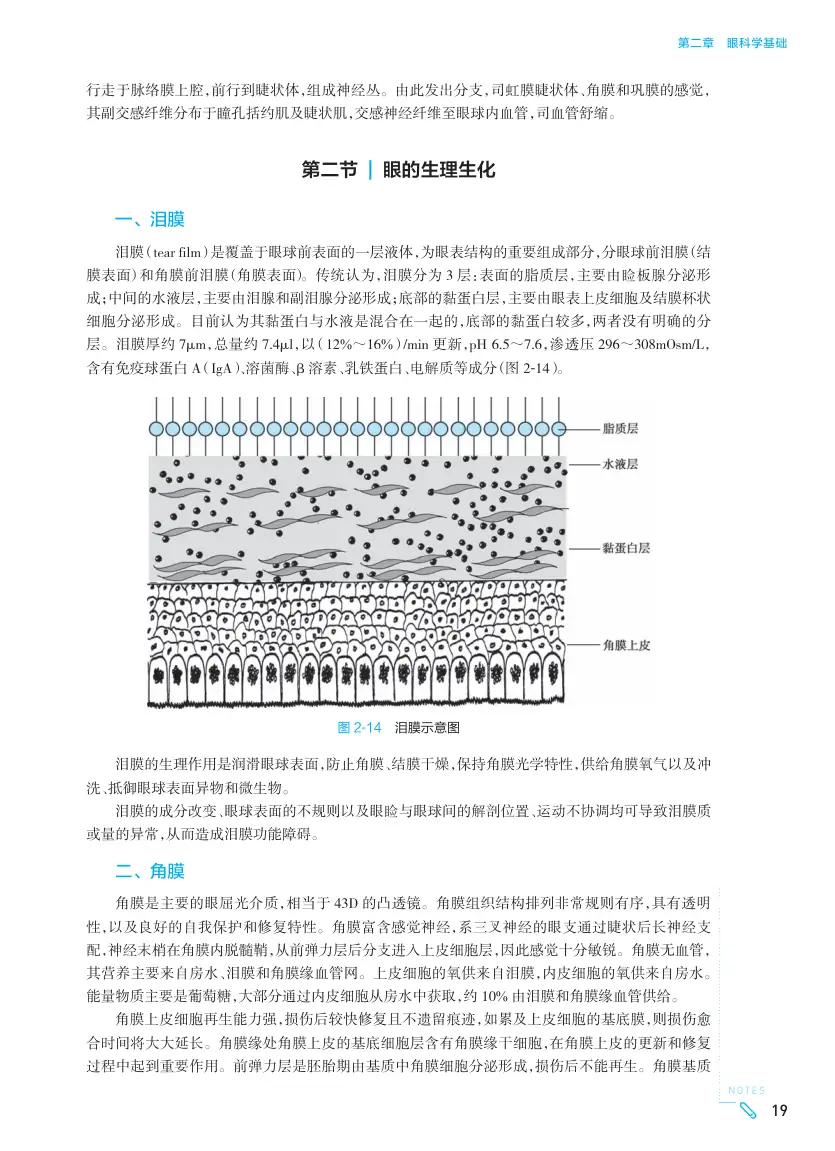 第二章 眼科学基础
行走于脉络膜上腔，前行到睫状体，组成神经丛。由此发出分支，司虹膜睫状体、角膜和巩膜的感觉，
其副交感纤维分布于瞳孔括约肌及睫状肌，交感神经纤维至眼球内血管，司血管舒缩。
第二节 | 眼的生理生化
一、泪膜
泪膜（tear film）是覆盖于眼球前表面的一层液体，为眼表结构的重要组成部分，分眼球前泪膜（结
膜表面）和角膜前泪膜（角膜表面）。传统认为，泪膜分为 3 层：表面的脂质层，主要由睑板腺分泌形
成；中间的水液层，主要由泪腺和副泪腺分泌形成；底部的黏蛋白层，主要由眼表上皮细胞及结膜杯状
细胞分泌形成。目前认为其黏蛋白与水液是混合在一起的，底部的黏蛋白较多，两者没有明确的分
层。泪膜厚约 7μm，总量约 7.4μl，以（12%～16%）/min 更新，pH 6.5～7.6，渗透压 296～308mOsm/L，
含有免疫球蛋白 A（IgA）、溶菌酶、β 溶素、乳铁蛋白、电解质等成分（图 2-14）。
脂质层
水液层
黏蛋白层
角膜上皮
图 2-14 泪膜示意图
泪膜的生理作用是润滑眼球表面，防止角膜、结膜干燥，保持角膜光学特性，供给角膜氧气以及冲
洗、抵御眼球表面异物和微生物。
泪膜的成分改变、眼球表面的不规则以及眼睑与眼球间的解剖位置、运动不协调均可导致泪膜质
或量的异常，从而造成泪膜功能障碍。
二、角膜
角膜是主要的眼屈光介质，相当于 43D 的凸透镜。角膜组织结构排列非常规则有序，具有透明
性，以及良好的自我保护和修复特性。角膜富含感觉神经，系三叉神经的眼支通过睫状后长神经支
配，神经末梢在角膜内脱髓鞘，从前弹力层后分支进入上皮细胞层，因此感觉十分敏锐。角膜无血管，
其营养主要来自房水、泪膜和角膜缘血管网。上皮细胞的氧供来自泪膜，内皮细胞的氧供来自房水。
能量物质主要是葡萄糖，大部分通过内皮细胞从房水中获取，约 10% 由泪膜和角膜缘血管供给。
角膜上皮细胞再生能力强，损伤后较快修复且不遗留痕迹，如累及上皮细胞的基底膜，则损伤愈
合时间将大大延长。角膜缘处角膜上皮的基底细胞层含有角膜缘干细胞，在角膜上皮的更新和修复
过程中起到重要作用。前弹力层是胚胎期由基质中角膜细胞分泌形成，损伤后不能再生。角膜基质
NOTES
19